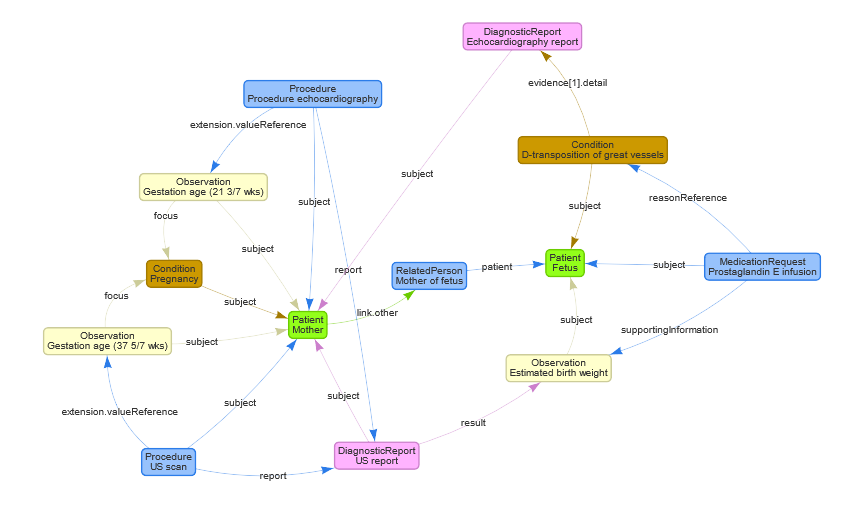 DiagnosticReport
Echocardiography report
evidence[1].detail
Procedure
Procedure echocardiography
extension.valueReference
Condition
D-transposition of great vessels
Observation
Gestation age (21 3/7 wks)
subject
reasonReference
subject
subject
focus
subject
report
Patient
Fetus
MedicationRequest
Prostaglandin E infusion
subject
RelatedPerson
Mother of fetus
patient
Condition
Pregnancy
focus
subject
link.other
Patient
Mother
subject
supportingInformation
Observation
Gestation age (37 5/7 wks)
subject
Observation
Estimated birth weight
extension.valueReference
subject
subject
result
Procedure
US scan
report
DiagnosticReport
US report